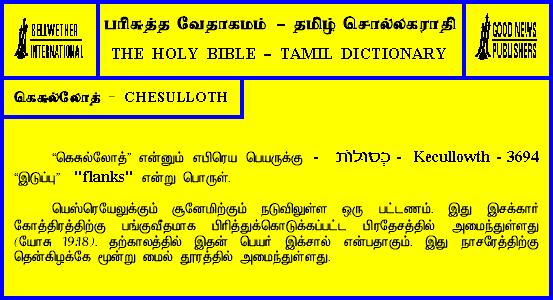 BELLWETHER
INTERNATIONAL
பரிசுத்த வேதாகமம் – தமிழ் சொல்லகராதி
THE HOLY BIBLE – TAMIL DICTIONARY
GOOD NEWS
PUBLISHERS
கெசுல்லோத் - CHESULLOTH
“கெசுல்லோத்” என்னும் எபிரெய பெயருக்கு - כְּסוּלּוֹת - Kecullowth - 3694
“இடுப்பு” "flanks" என்று பொருள்.
யெஸ்ரெயேலுக்கும் சூனேமிற்கும் நடுவிலுள்ள ஒரு பட்டணம். இது இசக்கார்
கோத்திரத்திற்கு பங்குவீதமாக பிரித்துக்கொடுக்கப்பட்ட பிரதேசத்தில் அமைந்துள்ளது
(யோசு 19:18). தற்காலத்தில் இதன் பெயர் இக்சால் என்பதாகும். இது நாசரேத்திற்கு
தென்கிழக்கே மூன்று மைல் தூரத்தில் அமைந்துள்ளது.